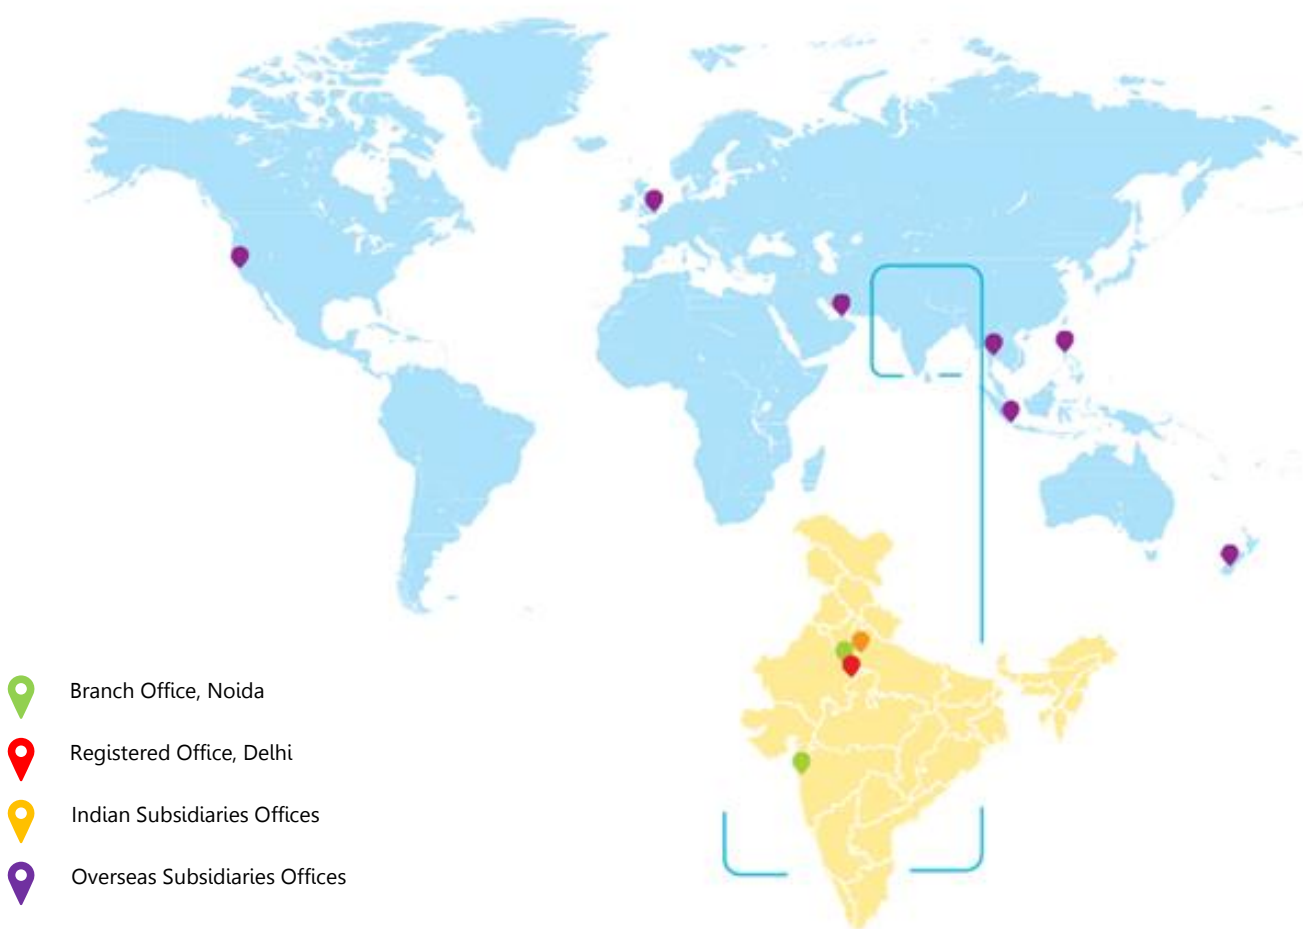 Branch Office, Noida
Registered Office, Delhi
Indian Subsidiaries Offices
Overseas Subsidiaries Offices